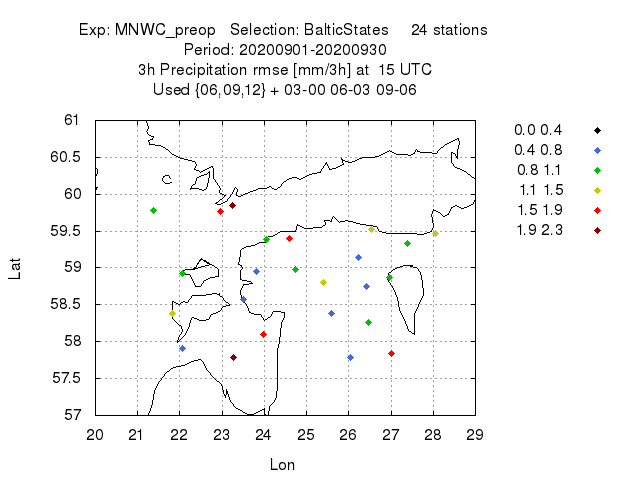 Exp: MNWC_preop   Selection: BalticStates     24 stations
Period: 20200901-20200930
3h Precipitation rmse [mm/3h] at  15 UTC
Used {06,09,12} + 03-00 06-03 09-06
61
60.5
60
59.5
59
58.5
58
57.5
57
Lat
20 21 22 23 24 25 26 27 28 29
Lon
0.0 0.4
0.4 0.8
0.8 1.1
1.1 1.5
1.5 1.9
1.9 2.3